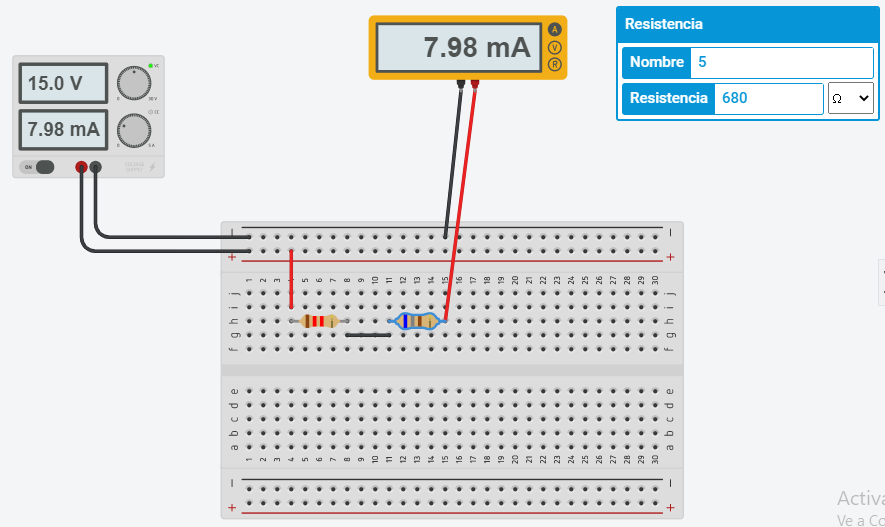 7.98 mA
A
V
R
15.0 V
7.98 mA
ON
Resistencia
Nombre 5
Resistencia 680 Ω
− −
+ +
1 2 3 4 5 6 7 8 9 10 11 12 13 14 15 16 17 18 19 20 21 22 23 24 25 26 27 28 29 30
j j
i i
h h
g g
f f
e e
d d
c c
b b
a a
1 2 3 4 5 6 7 8 9 10 11 12 13 14 15 16 17 18 19 20 21 22 23 24 25 26 27 28 29 30
− −
+ +
Activa
Ve a Co